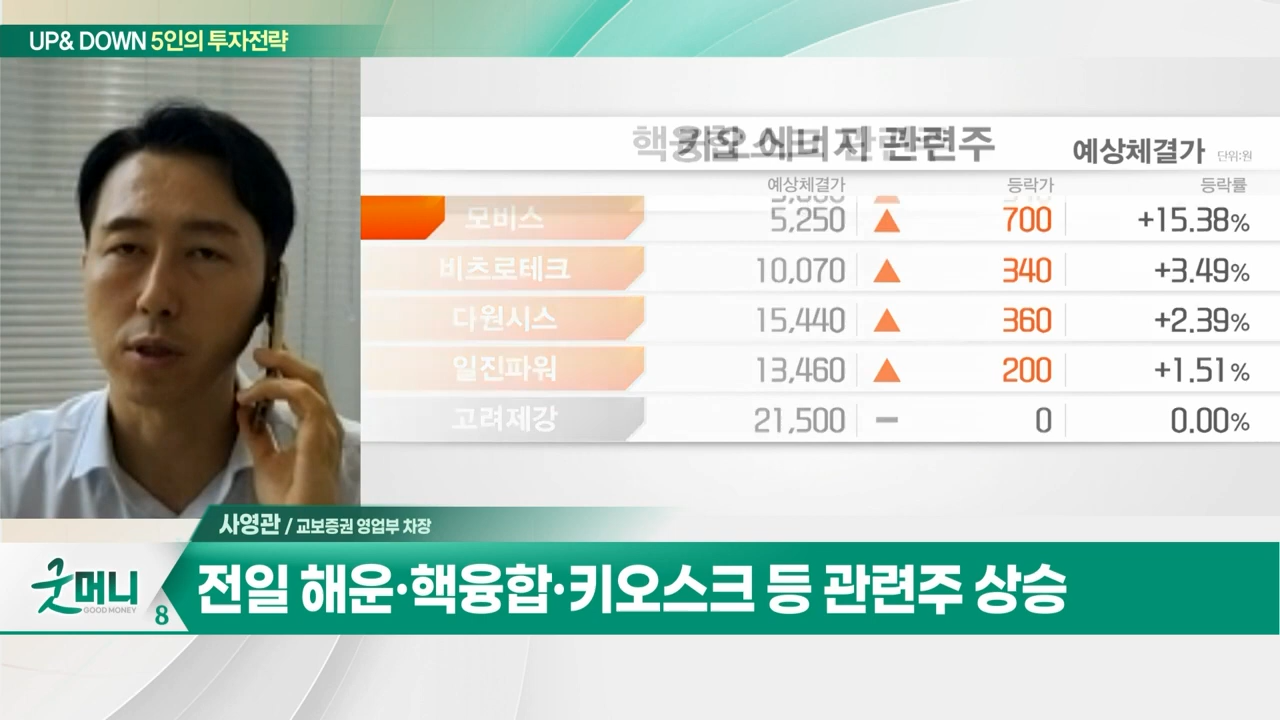 UP& DOWN 5인의 투자전략
관련주
예상체결가 단위:원
예상체결가 등락가 등락률
모비스 5,250 ▲ 700 +15.38%
비츠로테크 10,070 ▲ 340 +3.49%
다원시스 15,440 ▲ 360 +2.39%
일진파워 13,460 ▲ 200 +1.51%
고려제강 21,500 - 0 0.00%
사영관 / 교보증권 영업부 차장
굿머니
GOOD MONEY
8
전일 해운·핵융합·키오스크 등 관련주 상승